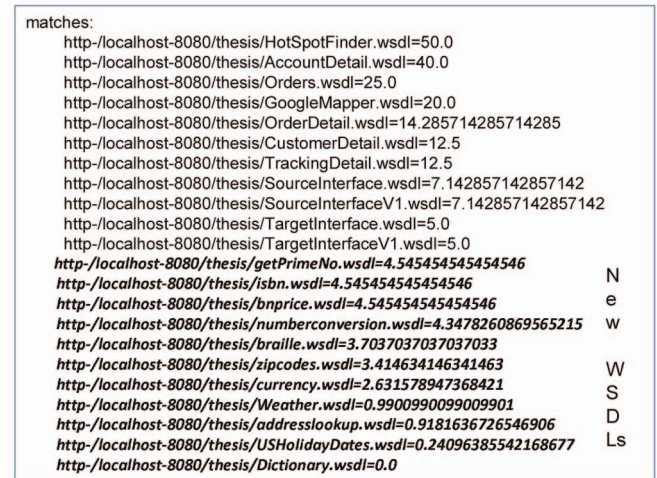 matches:
http-/localhost-8080/thesis/HotSpotFinder.wsdl=50.0
http-/localhost-8080/thesis/AccountDetail.wsdl=40.0
http-/localhost-8080/thesis/Orders.wsdl=25.0
http-/localhost-8080/thesis/GoogleMapper.wsdl=20.0
http-/localhost-8080/thesis/OrderDetail.wsdl=14.285714285714285
http-/localhost-8080/thesis/CustomerDetail.wsdl=12.5
http-/localhost-8080/thesis/TrackingDetail.wsdl=12.5
http-/localhost-8080/thesis/SourceInterface.wsdl=7.142857142857142
http-/localhost-8080/thesis/SourceInterfaceV1.wsdl=7.142857142857142
http-/localhost-8080/thesis/TargetInterface.wsdl=5.0
http-/localhost-8080/thesis/TargetInterfaceV1.wsdl=5.0
http-/localhost-8080/thesis/getPrimeNo.wsdl=4.545454545454546
http-/localhost-8080/thesis/isbn.wsdl=4.545454545454546
http-/localhost-8080/thesis/bnprice.wsdl=4.545454545454546
http-/localhost-8080/thesis/numberconversion.wsdl=4.3478260869565215
http-/localhost-8080/thesis/braille.wsdl=3.7037037037037033
http-/localhost-8080/thesis/zipcodes.wsdl=3.414634146341463
http-/localhost-8080/thesis/currency.wsdl=2.631578947368421
http-/localhost-8080/thesis/Weather.wsdl=0.9900990099009901
http-/localhost-8080/thesis/addresslookup.wsdl=0.9181636726546906
http-/localhost-8080/thesis/USHolidayDates.wsdl=0.24096385542168677
http-/localhost-8080/thesis/Dictionary.wsdl=0.0
N
e
w
W
S
D
Ls